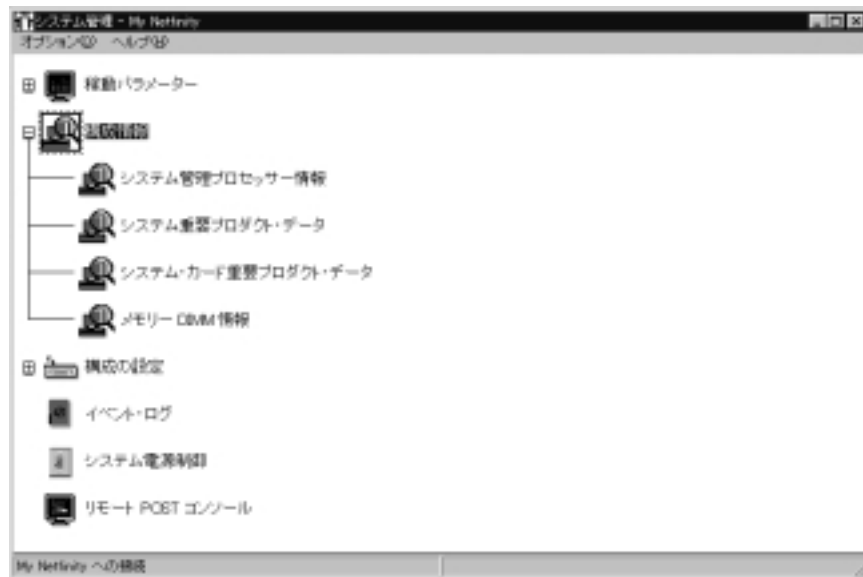 システム管理 - My Netfinity
オプション(O) ヘルプ(H)
稼動パラメーター
システム管理プロセッサー情報
システム重要プロダクト・データ
システム・カード重要プロダクト・データ
メモリー DIMM 情報
構成の設定
イベント・ログ
システム電源制御
リモート POST コンソール
My Netfinity への接続